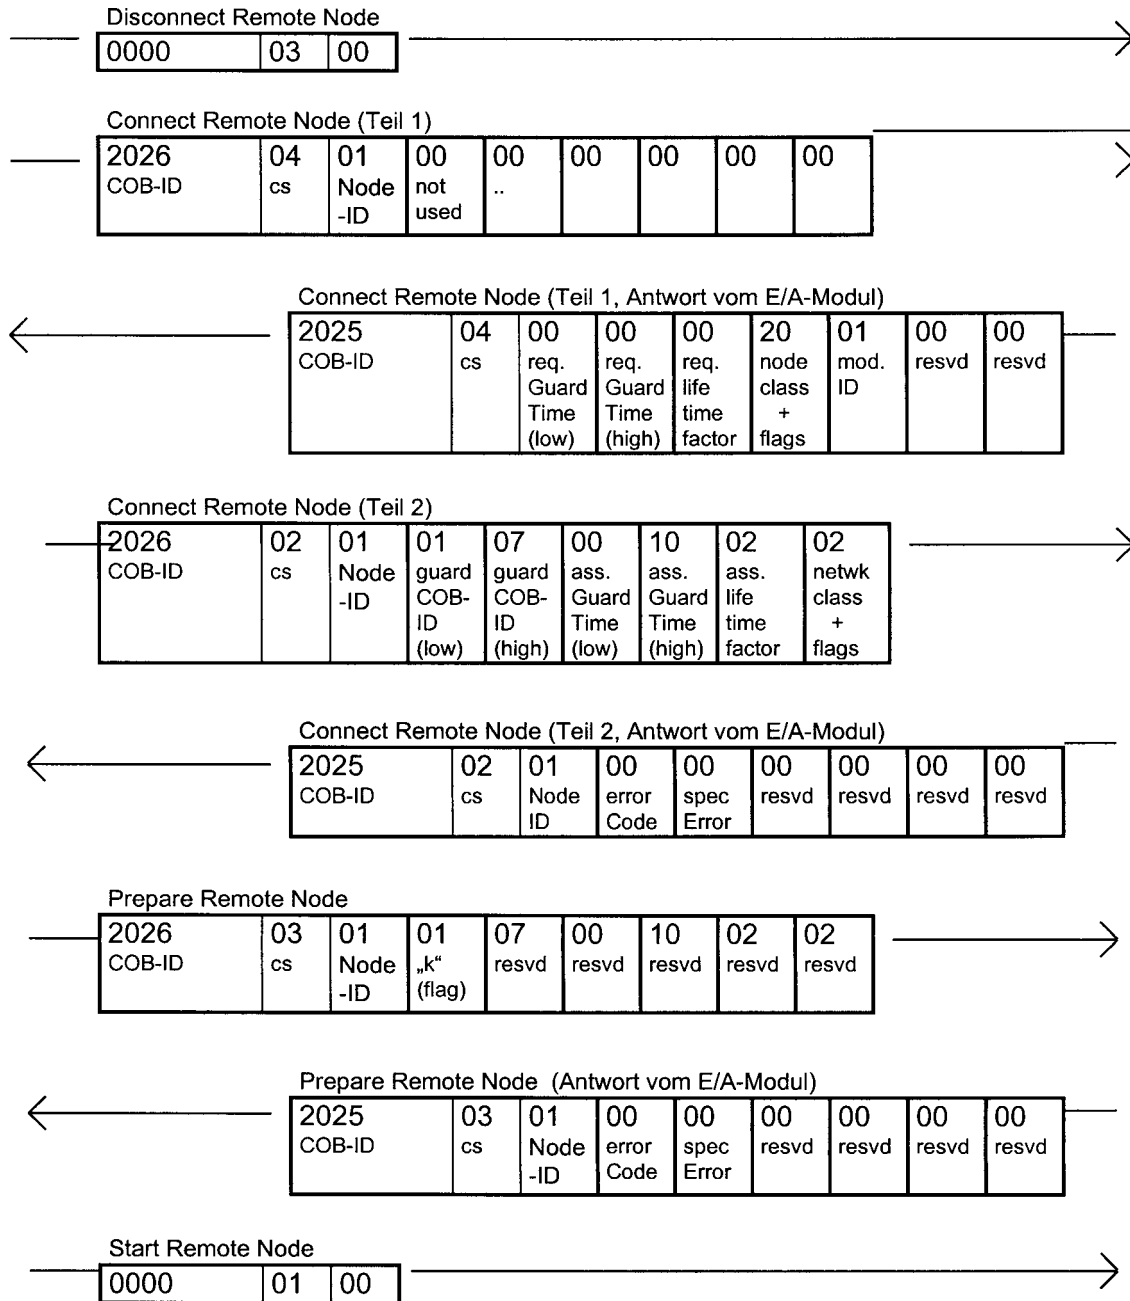 Disconnect Remote Node
0000 03 00
Connect Remote Node (Teil 1)
2026 04 01 00 00 00 00 00 00
COB-ID cs Node not ..
-ID used
Connect Remote Node (Teil 1, Antwort vom E/A-Modul)
2025 04 00 00 00 20 01 00 00
COB-ID cs req. req. req. node mod. resvd resvd
Guard Guard life class ID
Time Time time +
(low) (high) factor flags
Connect Remote Node (Teil 2)
2026 02 01 01 07 00 10 02 02
COB-ID cs Node guard guard ass. ass. ass. netwk
-ID COB- COB- Guard Guard life class
ID ID Time Time time +
(low) (high) (low) (high) factor flags
Connect Remote Node (Teil 2, Antwort vom E/A-Modul)
2025 02 01 00 00 00 00 00 00
COB-ID cs Node error spec resvd resvd resvd resvd
ID Code Error
Prepare Remote Node
2026 03 01 01 07 00 10 02 02
COB-ID cs Node „k“ resvd resvd resvd resvd resvd
-ID (flag)
Prepare Remote Node (Antwort vom E/A-Modul)
2025 03 01 00 00 00 00 00 00
COB-ID cs Node error spec resvd resvd resvd resvd
-ID Code Error
Start Remote Node
0000 01 00